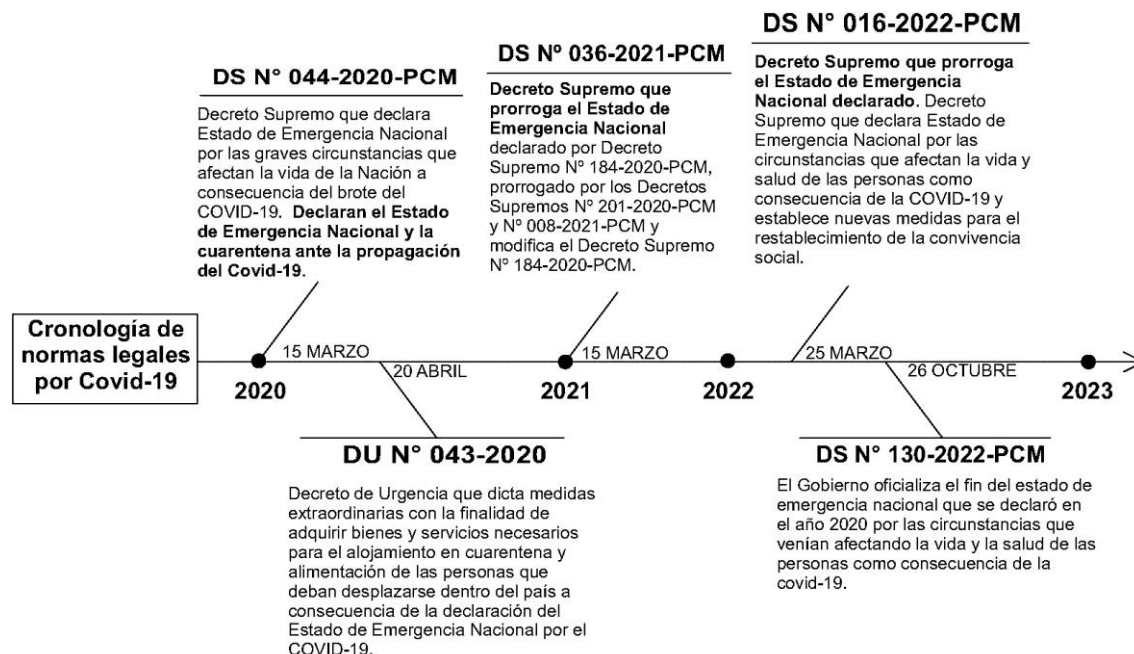 DS N° 044-2020-PCM
Decreto Supremo que declara
Estado de Emergencia Nacional
por las graves circunstancias que
afectan la vida de la Nación a
consecuencia del brote del
COVID-19. Declaran el Estado
de Emergencia Nacional y la
cuarentena ante la propagación
del Covid-19.
DS Nº 036-2021-PCM
Decreto Supremo que
prorroga el Estado de
Emergencia Nacional
declarado por Decreto
Supremo Nº 184-2020-PCM,
prorrogado por los Decretos
Supremos Nº 201-2020-PCM
y Nº 008-2021-PCM y
modifica el Decreto Supremo
Nº 184-2020-PCM.
DS N° 016-2022-PCM
Decreto Supremo que prorroga
el Estado de Emergencia
Nacional declarado. Decreto
Supremo que declara Estado de
Emergencia Nacional por las
circunstancias que afectan la vida y
salud de las personas como
consecuencia de la COVID-19 y
establece nuevas medidas para el
restablecimiento de la convivencia
social.
Cronología de
normas legales
por Covid-19
15 MARZO
20 ABRIL
15 MARZO
25 MARZO
26 OCTUBRE
2020
2021
2022
2023
DU N° 043-2020
Decreto de Urgencia que dicta medidas
extraordinarias con la finalidad de
adquirir bienes y servicios necesarios
para el alojamiento en cuarentena y
alimentación de las personas que
deban desplazarse dentro del país a
consecuencia de la declaración del
Estado de Emergencia Nacional por el
COVID-19.
DS N° 130-2022-PCM
El Gobierno oficializa el fin del estado de
emergencia nacional que se declaró en
el año 2020 por las circunstancias que
venían afectando la vida y la salud de las
personas como consecuencia de la
covid-19.